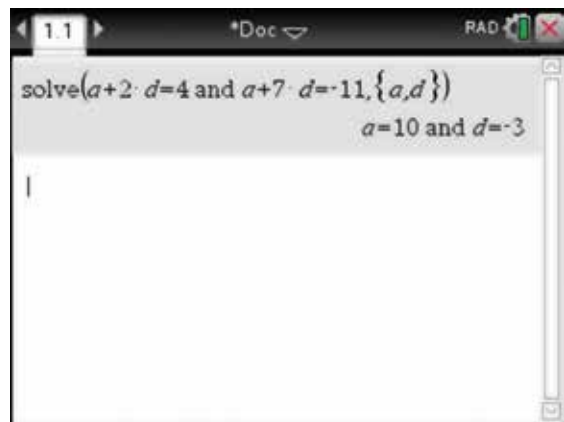 1.1 *Doc RAD
solve(a+2·d=4 and a+7·d=-11,{a,d})
a=10 and d=-3